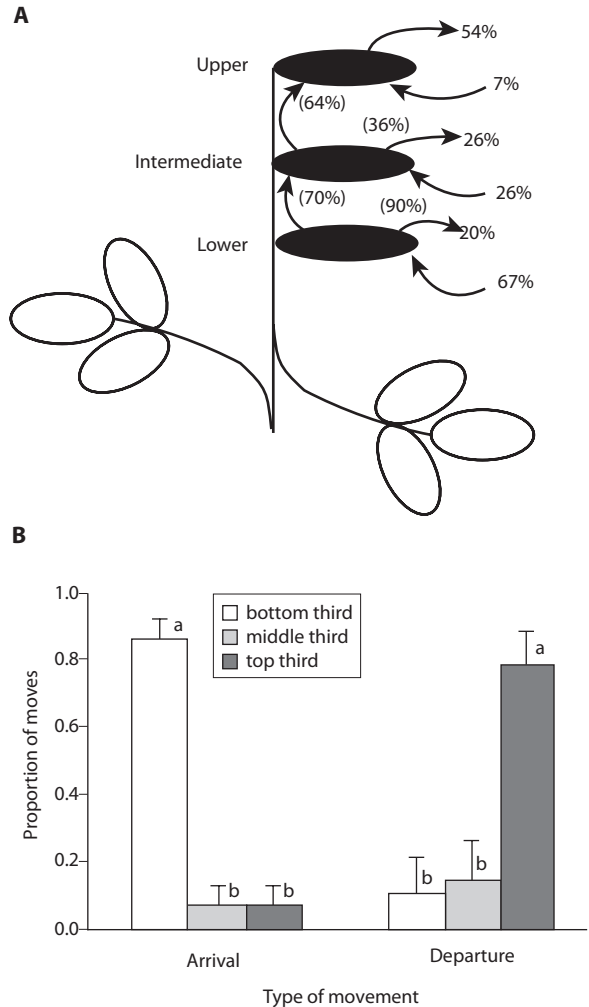 A
54%
Upper
7%
(64%)
(36%)
26%
Intermediate
(70%)
26%
(90%)
20%
Lower
67%
B
1.0
a
bottom third
middle third
a
0.8
top third
Proportion of moves
0.6
0.4
0.2
b
b
b
b
0.0
Arrival
Departure
Type of movement